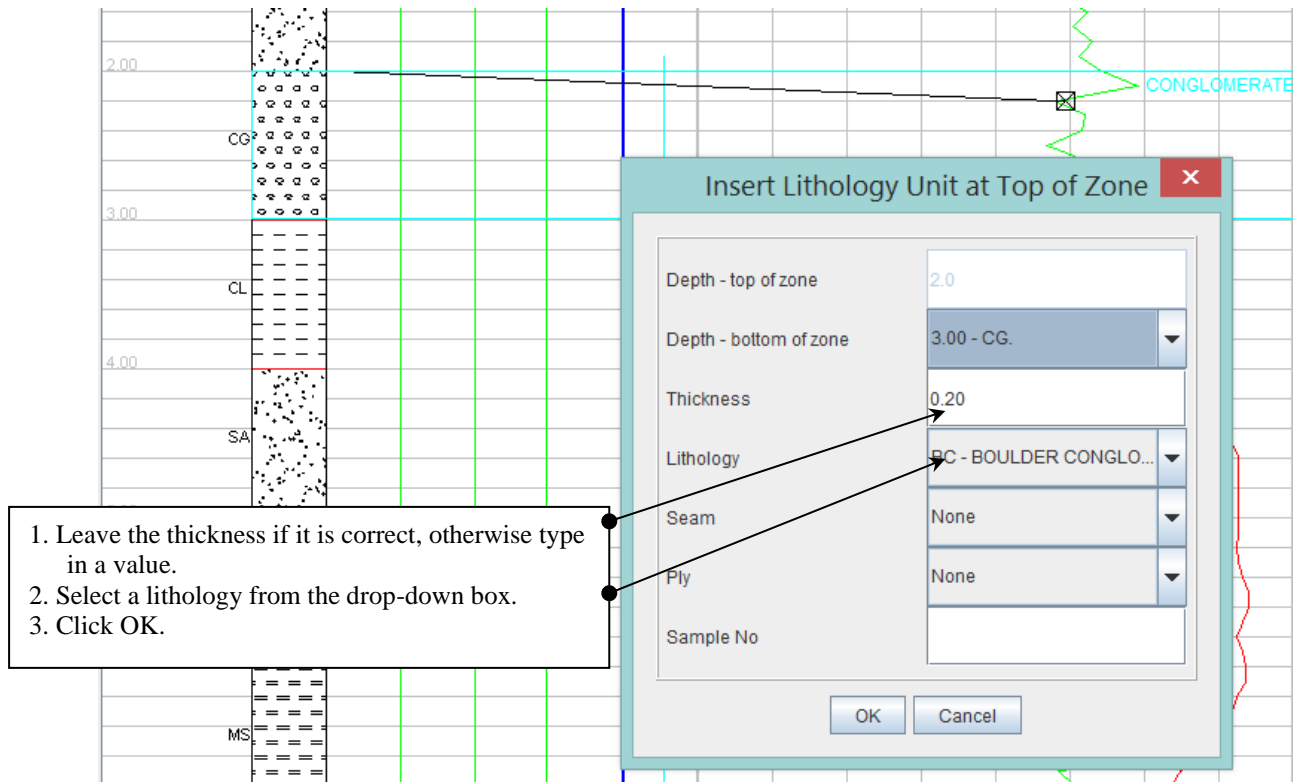 2.00
CONGLOMERATE
CG
3.00
CL
4.00
SA
MS
Insert Lithology Unit at Top of Zone
x
Depth - top of zone
2.0
Depth - bottom of zone
3.00 - CG.
Thickness
0.20
Lithology
BC - BOULDER CONGLO...
Seam
None
Ply
None
Sample No
OK
Cancel
1. Leave the thickness if it is correct, otherwise type
in a value.
2. Select a lithology from the drop-down box.
3. Click OK.